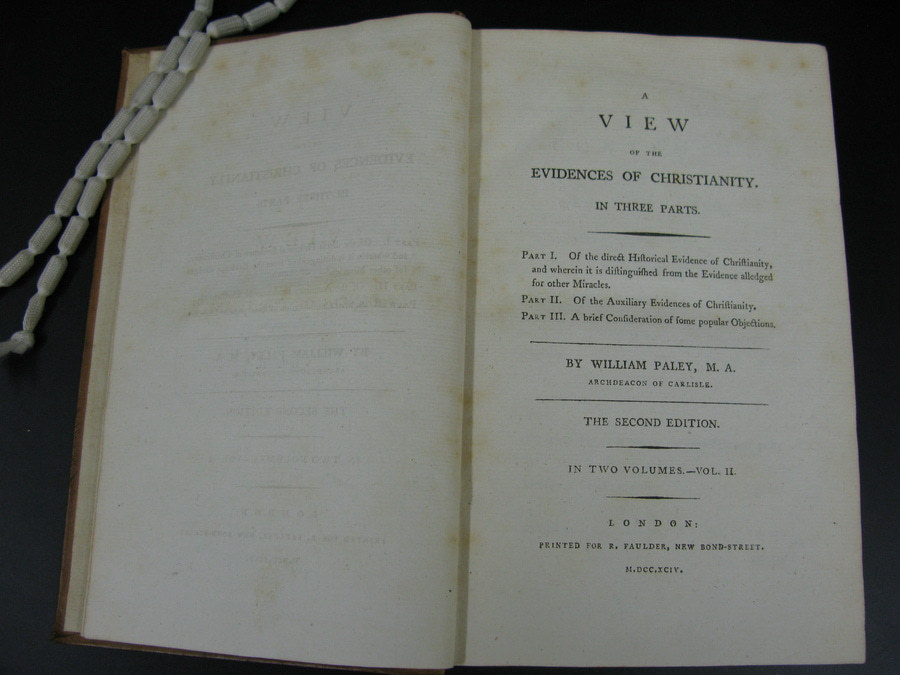 A
VIEW
OF THE
EVIDENCES OF CHRISTIANITY.
IN THREE PARTS.
PART I. Of the direct Hiſtorical Evidence of Chriſtianity,
and wherein it is diſtinguiſhed from the Evidence alledged
for other Miracles.
PART II. Of the Auxiliary Evidences of Chriſtianity.
PART III. A brief Conſideration of ſome popular Objections.
BY WILLIAM PALEY, M. A.
ARCHDEACON OF CARLISLE.
THE SECOND EDITION.
IN TWO VOLUMES.—VOL. II.
LONDON:
PRINTED FOR R. FAULDER, NEW BOND-STREET.
M.DCC.XCIV.